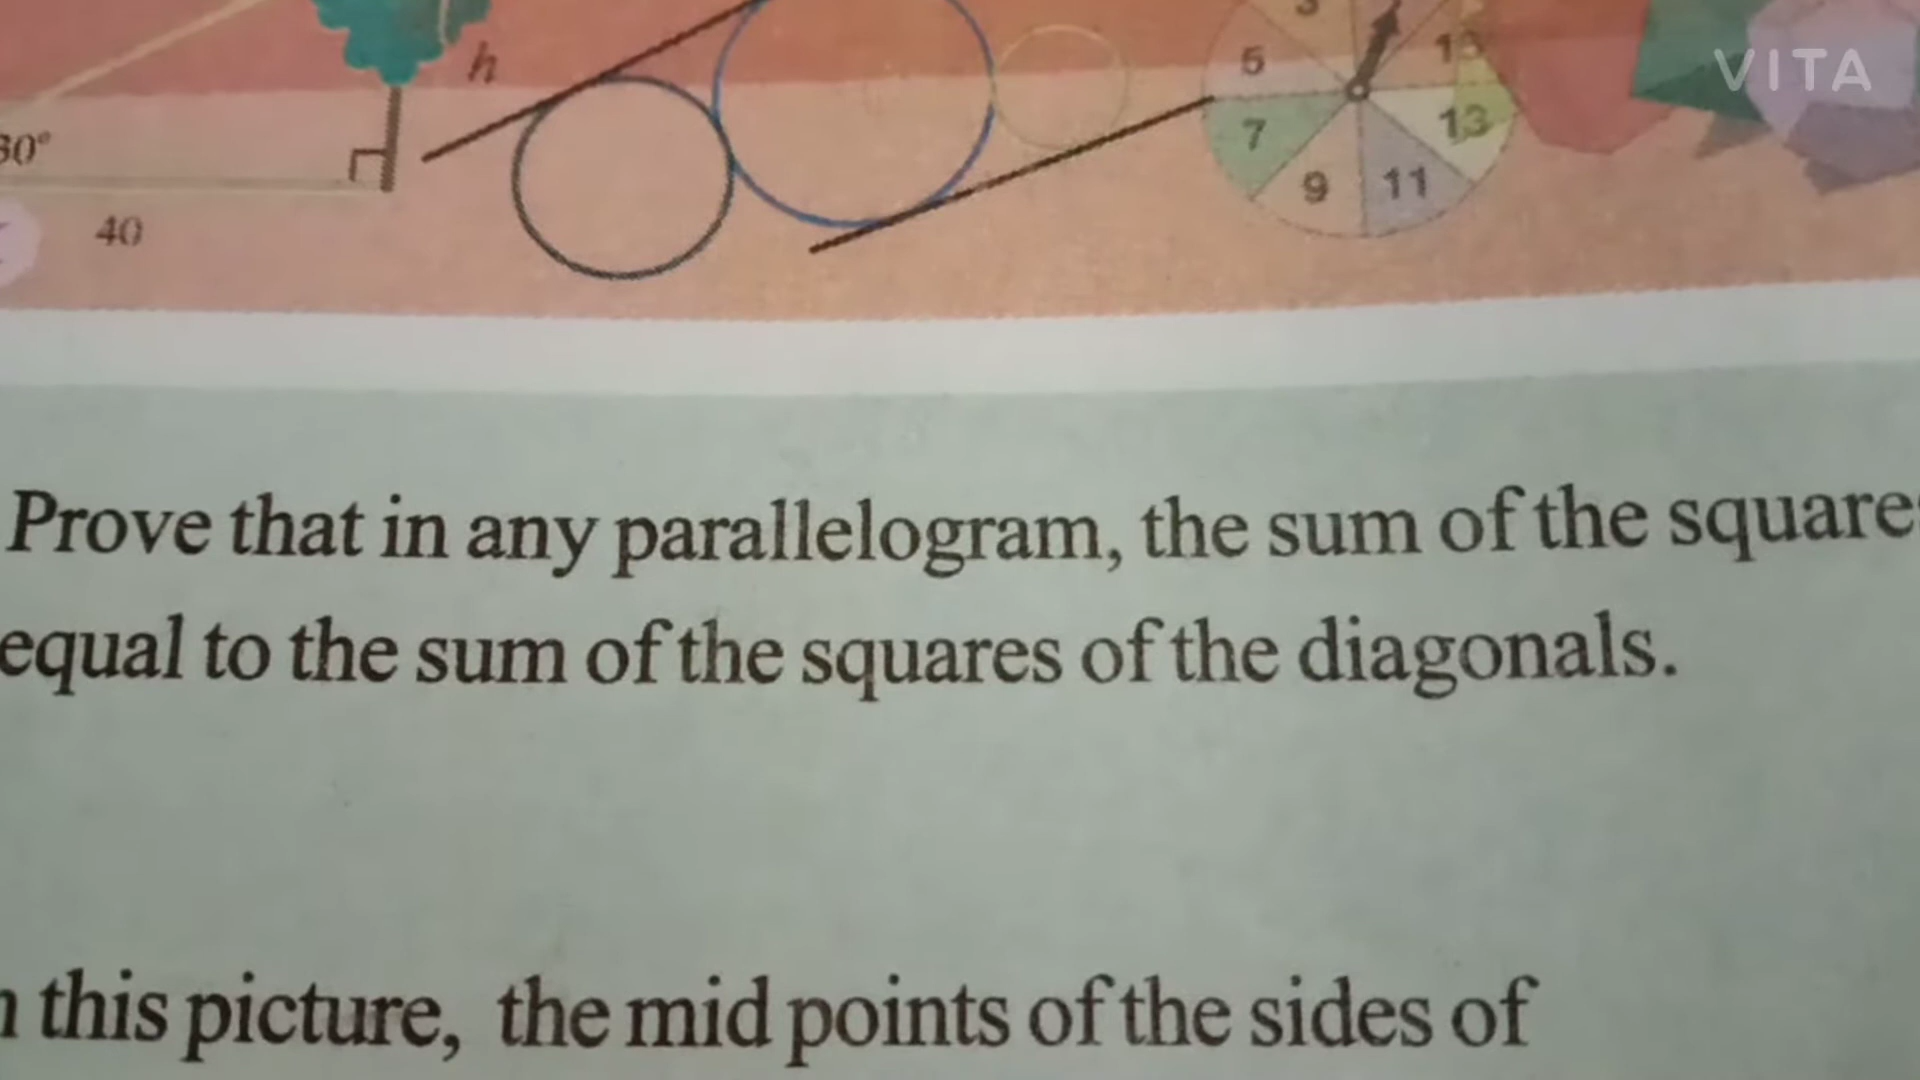 VITA
h
30°
40
5
7
9
11
13
Prove that in any parallelogram, the sum of the square
equal to the sum of the squares of the diagonals.
this picture, the mid points of the sides of